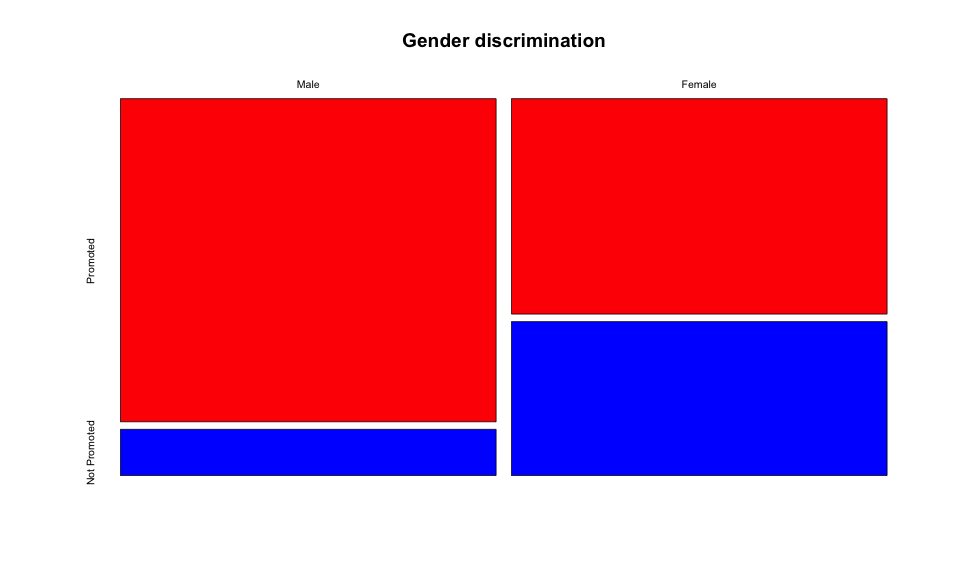 Gender discrimination
Male
Female
Promoted
Not Promoted